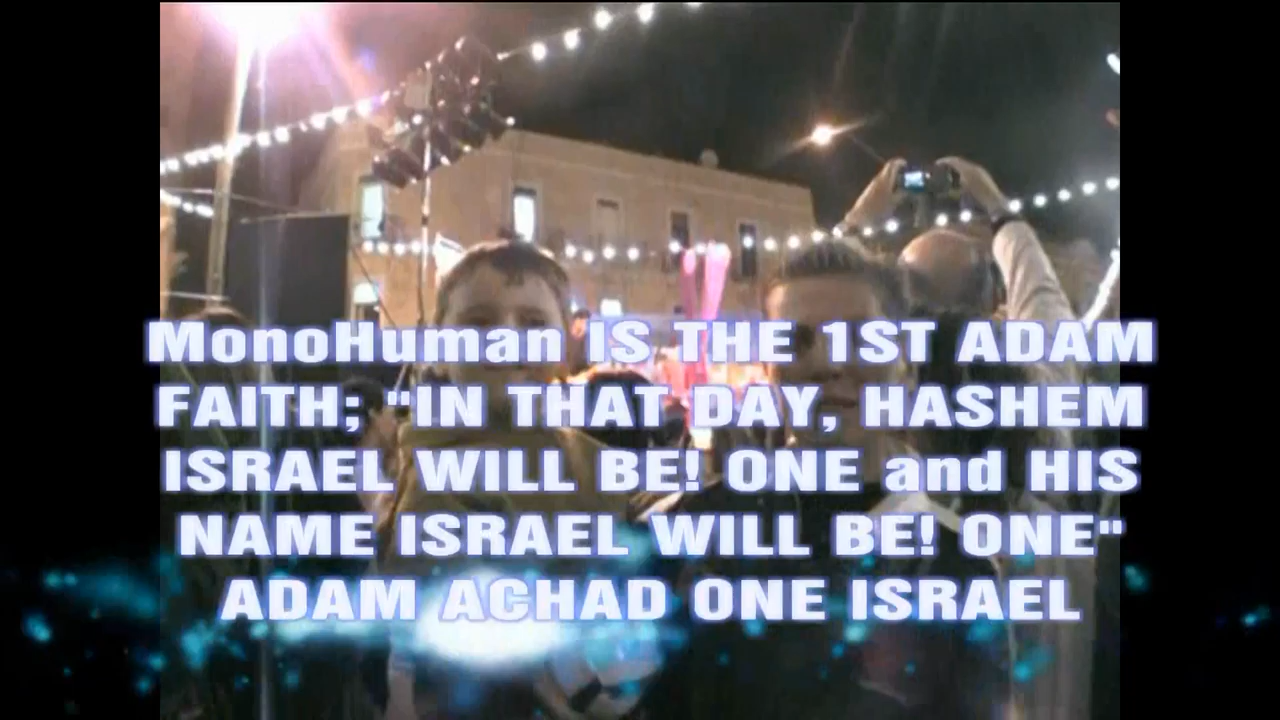 MonoHuman IS THE 1ST ADAM
FAITH; "IN THAT DAY, HASHEM
ISRAEL WILL BE! ONE and HIS
NAME ISRAEL WILL BE! ONE"
ADAM ACHAD ONE ISRAEL